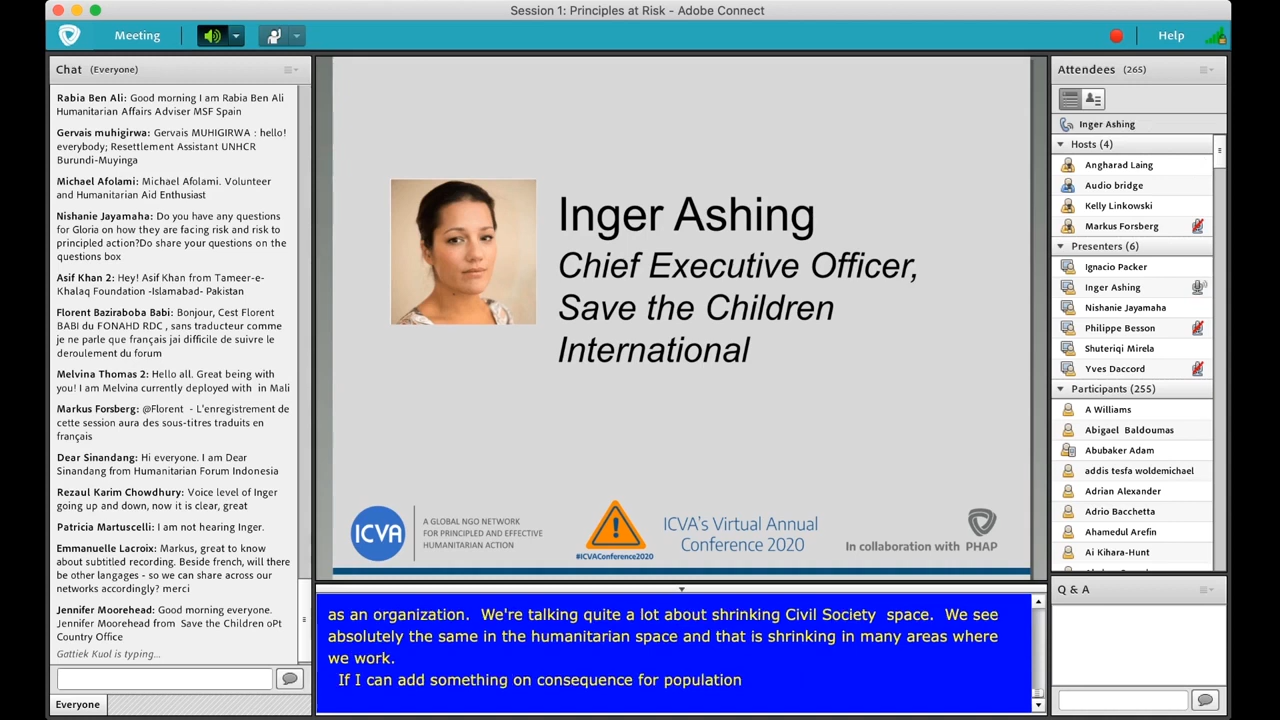 Session 1: Principles at Risk - Adobe Connect
Meeting
Help
Chat (Everyone)
Rabia Ben Ali: Good morning I am Rabia Ben Ali
Humanitarian Affairs Adviser MSF Spain
Gervais muhigirwa: Gervais MUHIGIRWA : hello!
everybody; Resettlement Assistant UNHCR
Burundi-Muyinga
Michael Afolami: Michael Afolami. Volunteer
and Humanitarian Aid Enthusiast
Nishanie Jayamaha: Do you have any questions
for Gloria on how they are facing risk and risk to
principled action?Do share your questions on the
questions box
Asif Khan 2: Hey! Asif Khan from Tameer-e-
Khalaq Foundation -Islamabad- Pakistan
Florent Baziraboba Babi: Bonjour, Cest Florent
BABI du FONAHD RDC , sans traducteur comme
je ne parle que français jai difficile de suivre le
deroulement du forum
Melvina Thomas 2: Hello all. Great being with
you! I am Melvina currently deployed with in Mali
Markus Forsberg: @Florent - L'enregistrement de
cette session aura des sous-titres traduits en
français
Dear Sinandang: Hi everyone. I am Dear
Sinandang from Humanitarian Forum Indonesia
Rezaul Karim Chowdhury: Voice level of Inger
going up and down, now it is clear, great
Patricia Martuscelli: I am not hearing Inger.
Emmanuelle Lacroix: Markus, great to know
about subtitled recording. Beside french, will there
be other langages - so we can share across our
networks accordingly? merci
Jennifer Moorehead: Good morning everyone.
Jennifer Moorehead from Save the Children oPt
Country Office
Gattiek Kuol is typing...
Everyone
Inger Ashing
Chief Executive Officer,
Save the Children
International
ICVA
A GLOBAL NGO NETWORK
FOR PRINCIPLED AND EFFECTIVE
HUMANITARIAN ACTION
#ICVAConference2020
ICVA's Virtual Annual
Conference 2020
In collaboration with PHAP
as an organization. We're talking quite a lot about shrinking Civil Society space. We see
absolutely the same in the humanitarian space and that is shrinking in many areas where
we work.
If I can add something on consequence for population
Attendees (265)
Inger Ashing
Hosts (4)
Angharad Laing
Audio bridge
Kelly Linkowski
Markus Forsberg
Presenters (6)
Ignacio Packer
Inger Ashing
Nishanie Jayamaha
Philippe Besson
Shuteriqi Mirela
Yves Daccord
Participants (255)
A Williams
Abigael Baldoumas
Abubaker Adam
addis tesfa woldemichael
Adrian Alexander
Adrio Bacchetta
Ahamedul Arefin
Ai Kihara-Hunt
Q & A